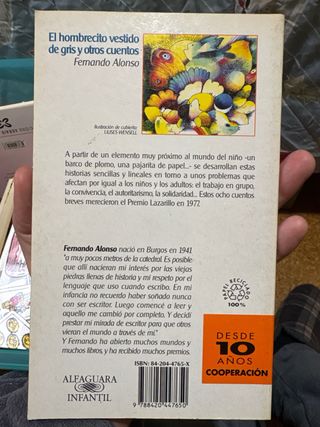 El hombrecito vestido
de gris y otros cuentos
Fernando Alonso
Ilustración de cubierta
ULISES WENSELL
A partir de un elemento muy próximo al mundo del niño -un
barco de plomo, una pajarita de papel...- se desarrollan estas
historias sencillas y lineales en torno a unos problemas que
afectan por igual a los niños y los adultos: el trabajo en grupo,
la convivencia, el autoritarismo, la solidaridad... Estos ocho cuentos
breves merecieron el Premio Lazarillo en 1977.
Fernando Alonso nació en Burgos en 1941
"a muy pocos metros de la catedral. Es posible
que allí nacieran mi interés por las viejas
piedras llenas de historia y mi respeto por el
lenguaje que uso cuando escribo. En mi
infancia no recuerdo haber soñado nunca
con ser escritor. Luego comencé a leer y
aquello me cambió por completo. Y decidí
prestar mi mirada de escritor para que otros
vieran el mundo a través de mí."
Y Fernando ha abierto muchos mundos y
muchos libros, y ha recibido muchos premios.
PAPEL RECICLADO
100%
DESDE
10
AÑOS
COOPERACIÓN
ALFAGUARA
INFANTIL
ISBN: 84-204-4765-X
9 788420 447650